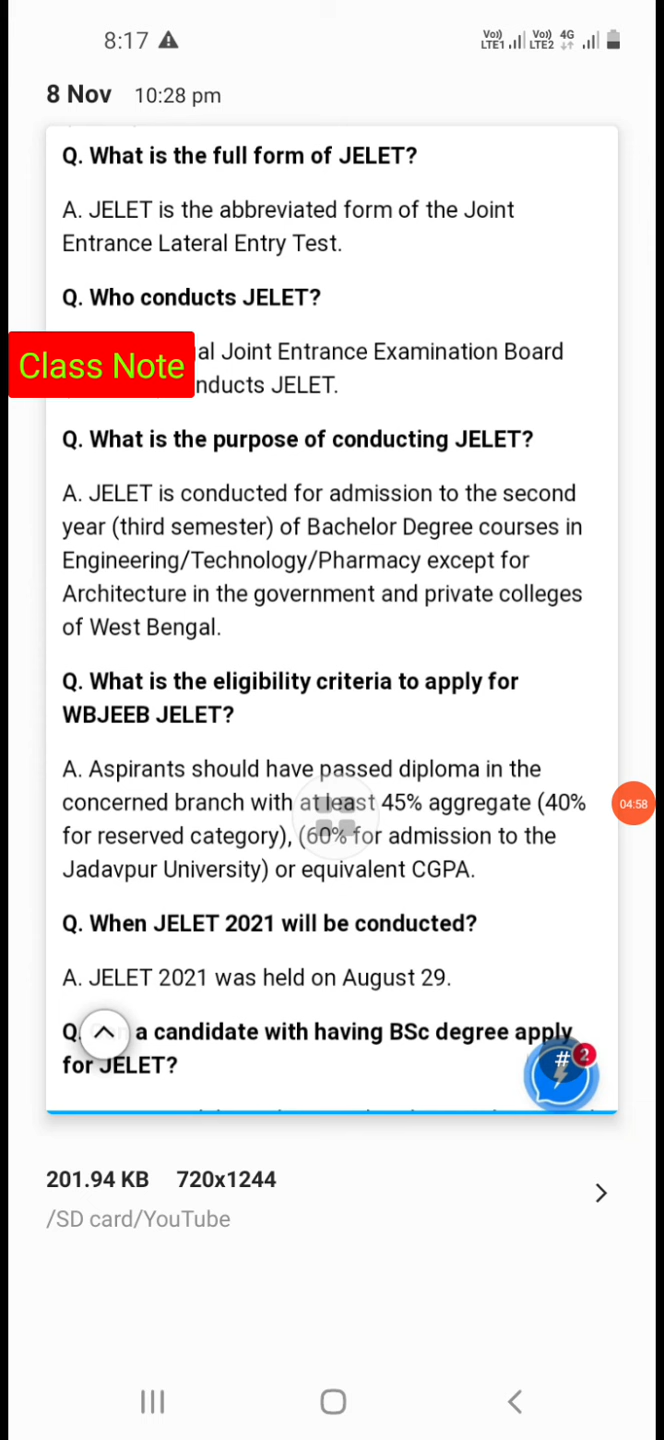 8:17
Vo)) LTE1 Vo)) LTE2 4G
8 Nov 10:28 pm
Q. What is the full form of JELET?
A. JELET is the abbreviated form of the Joint
Entrance Lateral Entry Test.
Q. Who conducts JELET?
al Joint Entrance Examination Board
Class Note
nducts JELET.
Q. What is the purpose of conducting JELET?
A. JELET is conducted for admission to the second
year (third semester) of Bachelor Degree courses in
Engineering/Technology/Pharmacy except for
Architecture in the government and private colleges
of West Bengal.
Q. What is the eligibility criteria to apply for
WBJEEB JELET?
A. Aspirants should have passed diploma in the
concerned branch with at least 45% aggregate (40%
04:58
for reserved category), (60% for admission to the
Jadavpur University) or equivalent CGPA.
Q. When JELET 2021 will be conducted?
A. JELET 2021 was held on August 29.
Q. a candidate with having BSc degree apply
for JELET?
# 2
201.94 KB 720x1244
/SD card/YouTube